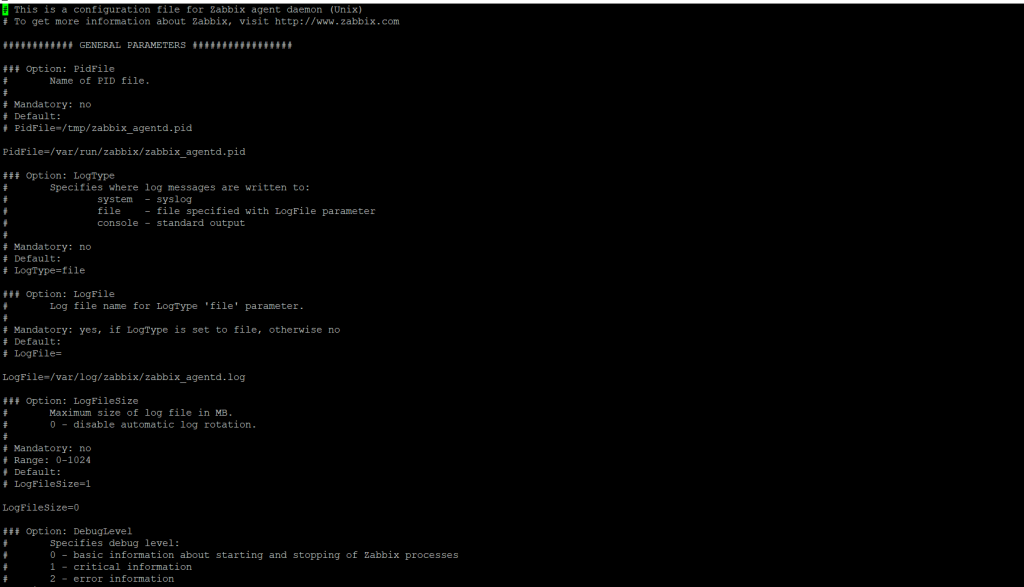 # This is a configuration file for Zabbix agent daemon (Unix)
# To get more information about Zabbix, visit http://www.zabbix.com

############ GENERAL PARAMETERS #################

### Option: PidFile
#       Name of PID file.
#
# Mandatory: no
# Default:
# PidFile=/tmp/zabbix_agentd.pid

PidFile=/var/run/zabbix/zabbix_agentd.pid

### Option: LogType
#       Specifies where log messages are written to:
#               system  - syslog
#               file    - file specified with LogFile parameter
#               console - standard output
#
# Mandatory: no
# Default:
# LogType=file

### Option: LogFile
#       Log file name for LogType 'file' parameter.
#
# Mandatory: yes, if LogType is set to file, otherwise no
# Default:
# LogFile=

LogFile=/var/log/zabbix/zabbix_agentd.log

### Option: LogFileSize
#       Maximum size of log file in MB.
#       0 - disable automatic log rotation.
#
# Mandatory: no
# Range: 0-1024
# Default:
# LogFileSize=1

LogFileSize=0

### Option: DebugLevel
#       Specifies debug level:
#       0 - basic information about starting and stopping of Zabbix processes
#       1 - critical information
#       2 - error information